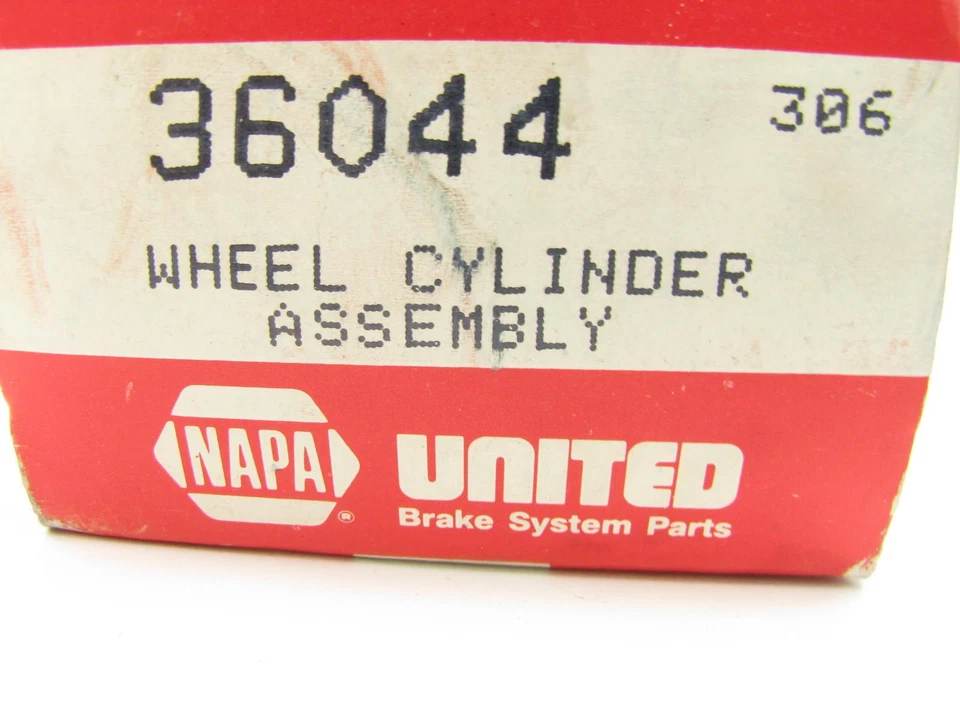 36044 306
WHEEL CYLINDER
ASSEMBLY
NAPA ® UNITED
Brake System Parts